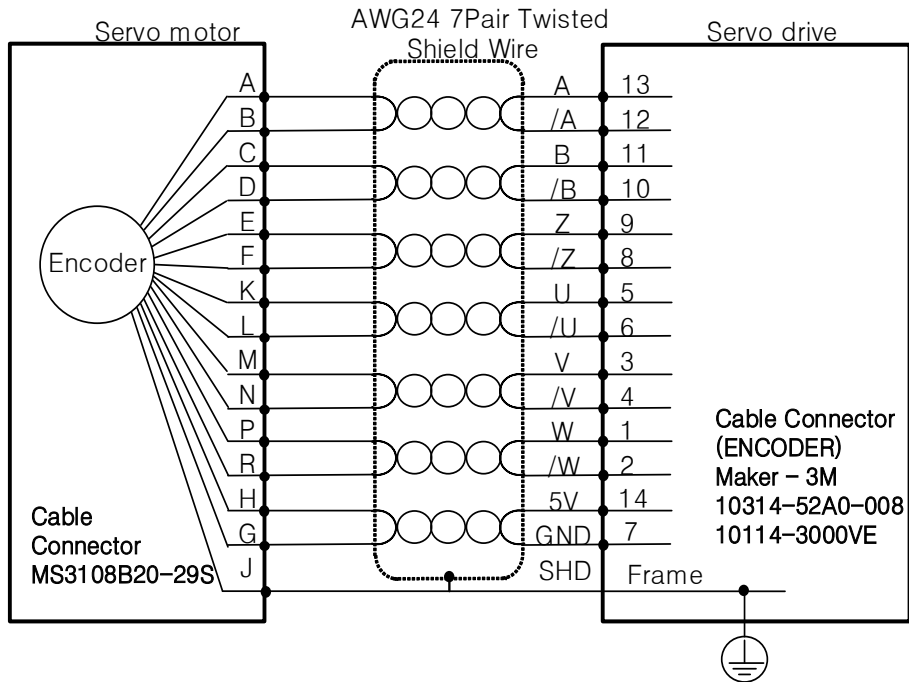 AWG24 7Pair Twisted
Shield Wire
Servo motor
Servo drive
A A 13
B /A 12
C B 11
D /B 10
E Z 9
F /Z 8
K U 5
L /U 6
M V 3
N /V 4
P W 1
R /W 2
H 5V 14
G GND 7
J SHD Frame
Encoder
Cable
Connector
MS3108B20-29S
Cable Connector
(ENCODER)
Maker - 3M
10314-52A0-008
10114-3000VE